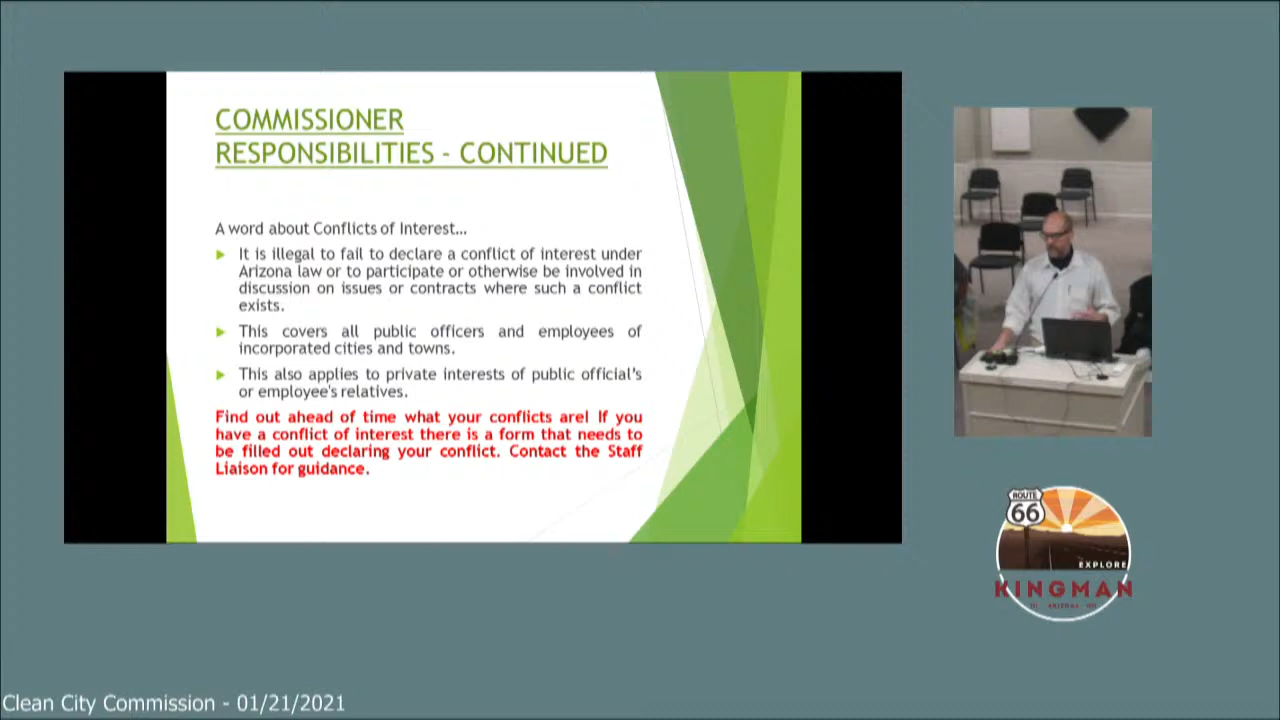 COMMISSIONER
RESPONSIBILITIES - CONTINUED
A word about Conflicts of Interest...
It is illegal to fail to declare a conflict of interest under
Arizona law or to participate or otherwise be involved in
discussion on issues or contracts where such a conflict
exists.
This covers all public officers and employees of
incorporated cities and towns.
This also applies to private interests of public official's
or employee's relatives.
Find out ahead of time what your conflicts are! If you
have a conflict of interest there is a form that needs to
be filled out declaring your conflict. Contact the Staff
Liaison for guidance.
ROUTE
66
EXPLORE
KINGMAN
ARIZONA
Clean City Commission - 01/21/2021